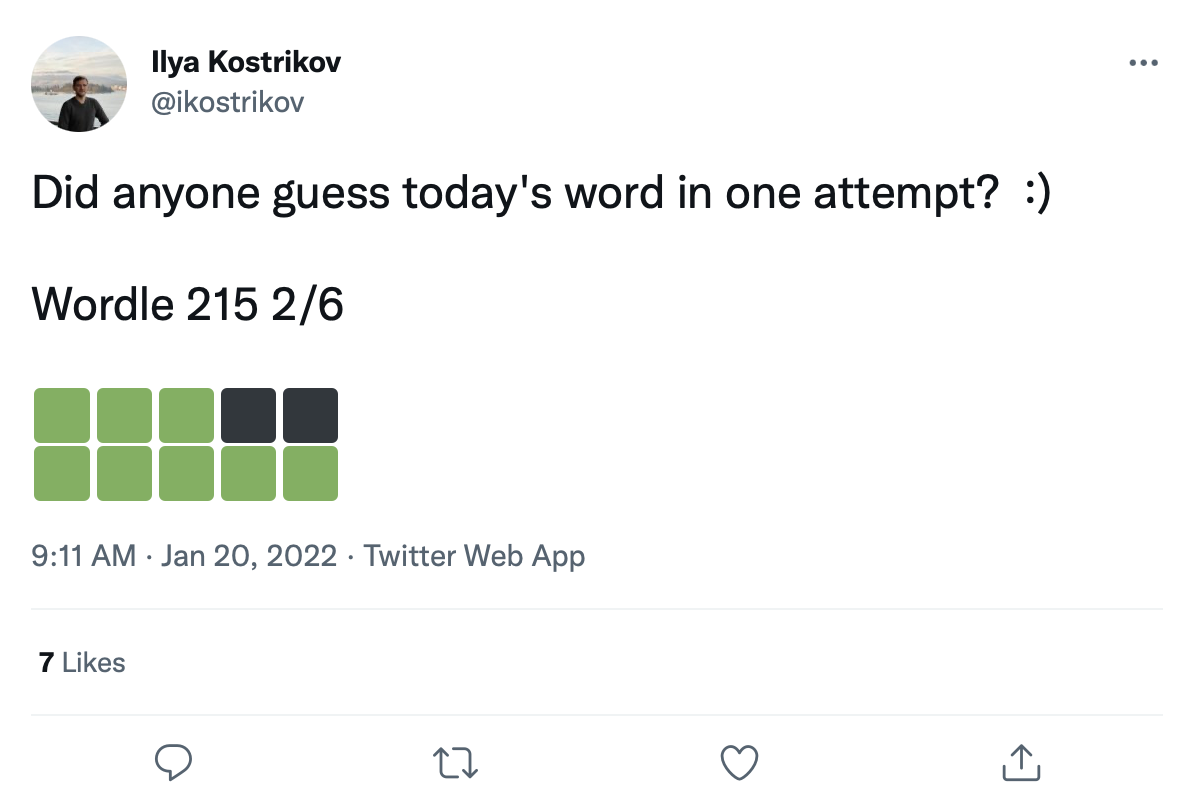 Ilya Kostrikov
@ikostrikov
Did anyone guess today's word in one attempt?  :)
Wordle 215 2/6
9:11 AM · Jan 20, 2022 · Twitter Web App
7 Likes